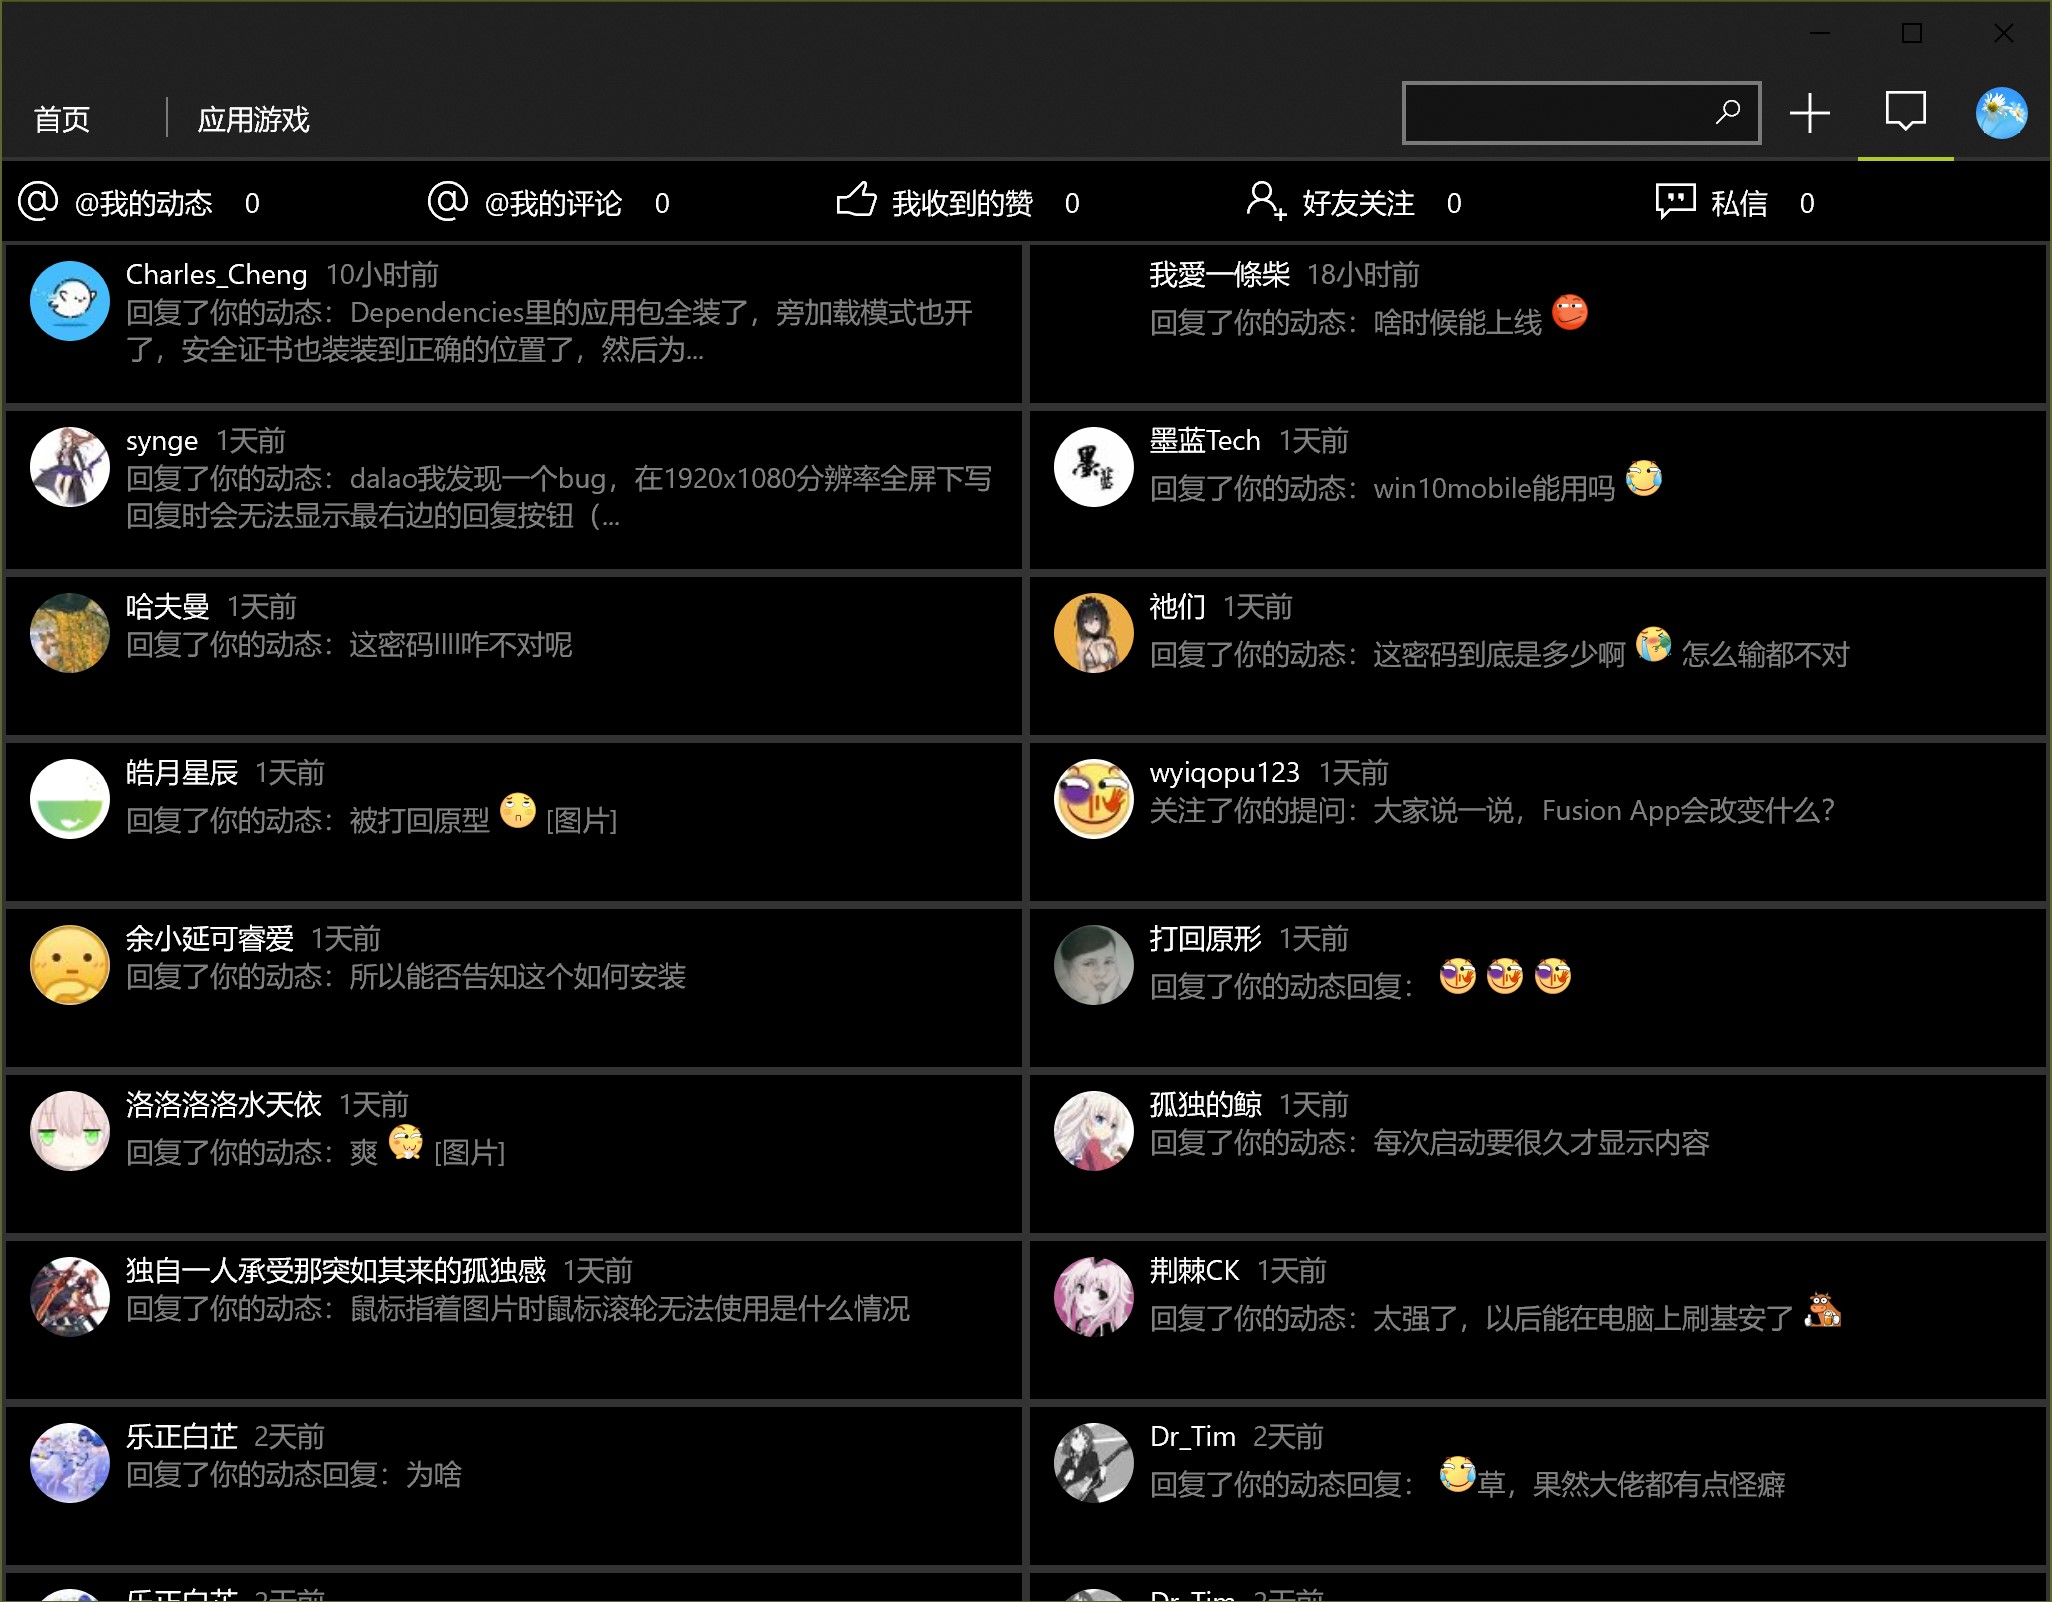 首页
应用游戏
@我的动态 0
@我的评论 0
我收到的赞 0
好友关注 0
私信 0
Charles_Cheng 10小时前
回复了你的动态：Dependencies里的应用包全装了，旁加载模式也开
了，安全证书也装装到正确的位置了，然后为...
我愛一條柴 18小时前
回复了你的动态：啥时候能上线
synge 1天前
回复了你的动态：dalao我发现一个bug，在1920x1080分辨率全屏下写
回复时会无法显示最右边的回复按钮（...
墨蓝Tech 1天前
回复了你的动态：win10mobile能用吗
哈夫曼 1天前
回复了你的动态：这密码llll咋不对呢
祂们 1天前
回复了你的动态：这密码到底是多少啊 怎么输都不对
皓月星辰 1天前
回复了你的动态：被打回原型 [图片]
wyiqopu123 1天前
关注了你的提问：大家说一说，Fusion App会改变什么？
余小延可睿爱 1天前
回复了你的动态：所以能否告知这个如何安装
打回原形 1天前
回复了你的动态回复：
洛洛洛洛水天依 1天前
回复了你的动态：爽 [图片]
孤独的鲸 1天前
回复了你的动态：每次启动要很久才显示内容
独自一人承受那突如其来的孤独感 1天前
回复了你的动态：鼠标指着图片时鼠标滚轮无法使用是什么情况
荆棘CK 1天前
回复了你的动态：太强了，以后能在电脑上刷基安了
乐正白芷 2天前
回复了你的动态回复：为啥
Dr_Tim 2天前
回复了你的动态回复：草，果然大佬都有点怪癖
乐正白芷 2天前
Dr_Tim 2天前